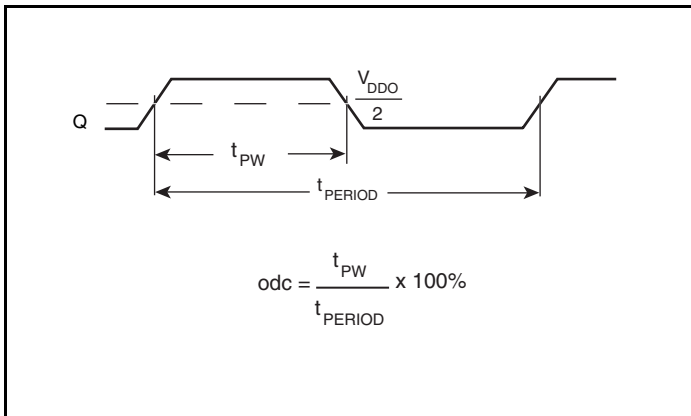 V_DDO
2
Q
t_PW
t_PERIOD
odc = t_PW / t_PERIOD x 100%